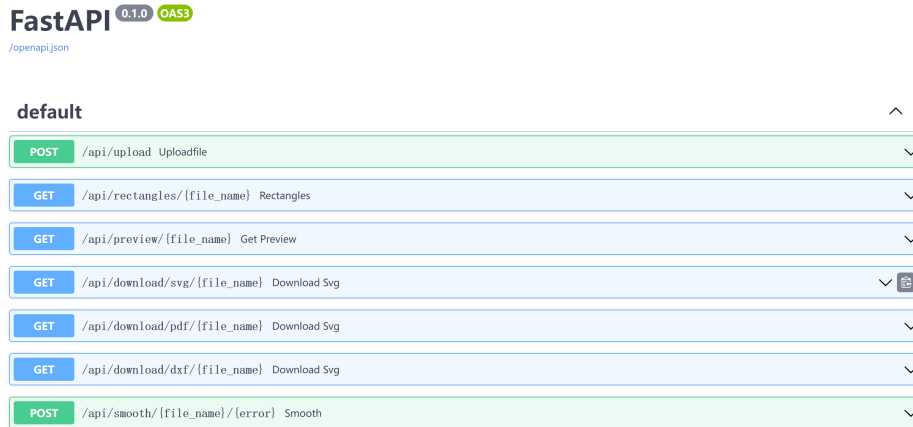 FastAPI 0.1.0 OAS3
/openapi.json
default
POST /api/upload Uploadfile
GET /api/rectangles/{file_name} Rectangles
GET /api/preview/{file_name} Get Preview
GET /api/download/svg/{file_name} Download Svg
GET /api/download/pdf/{file_name} Download Svg
GET /api/download/dxf/{file_name} Download Svg
POST /api/smooth/{file_name}/{error} Smooth